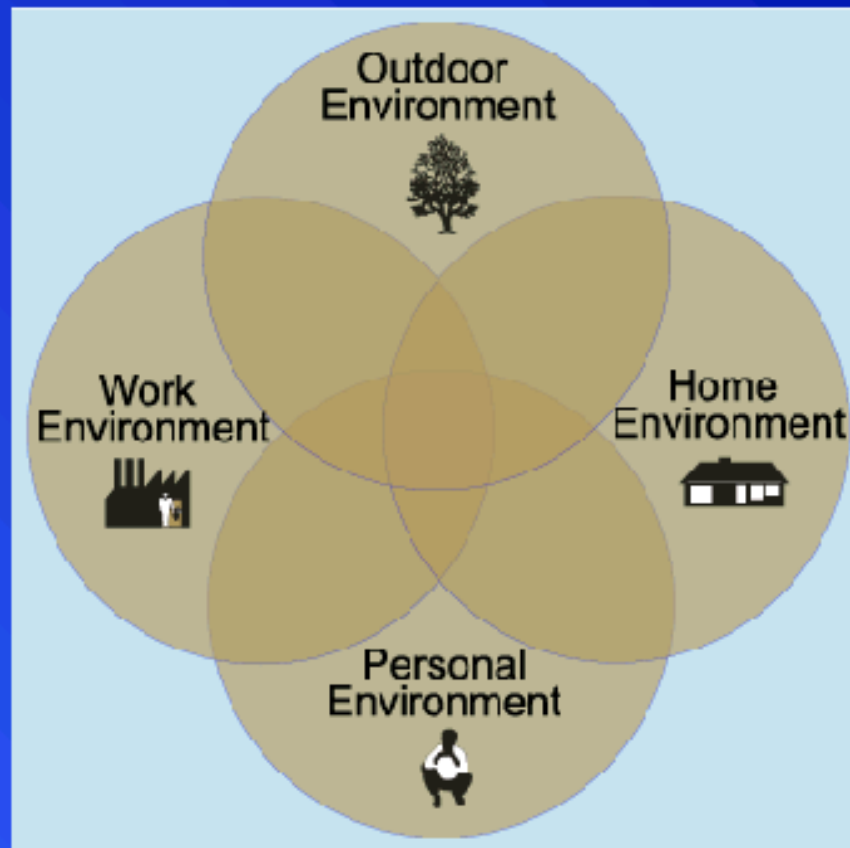 Outdoor
Environment
Work
Environment
Home
Environment
Personal
Environment